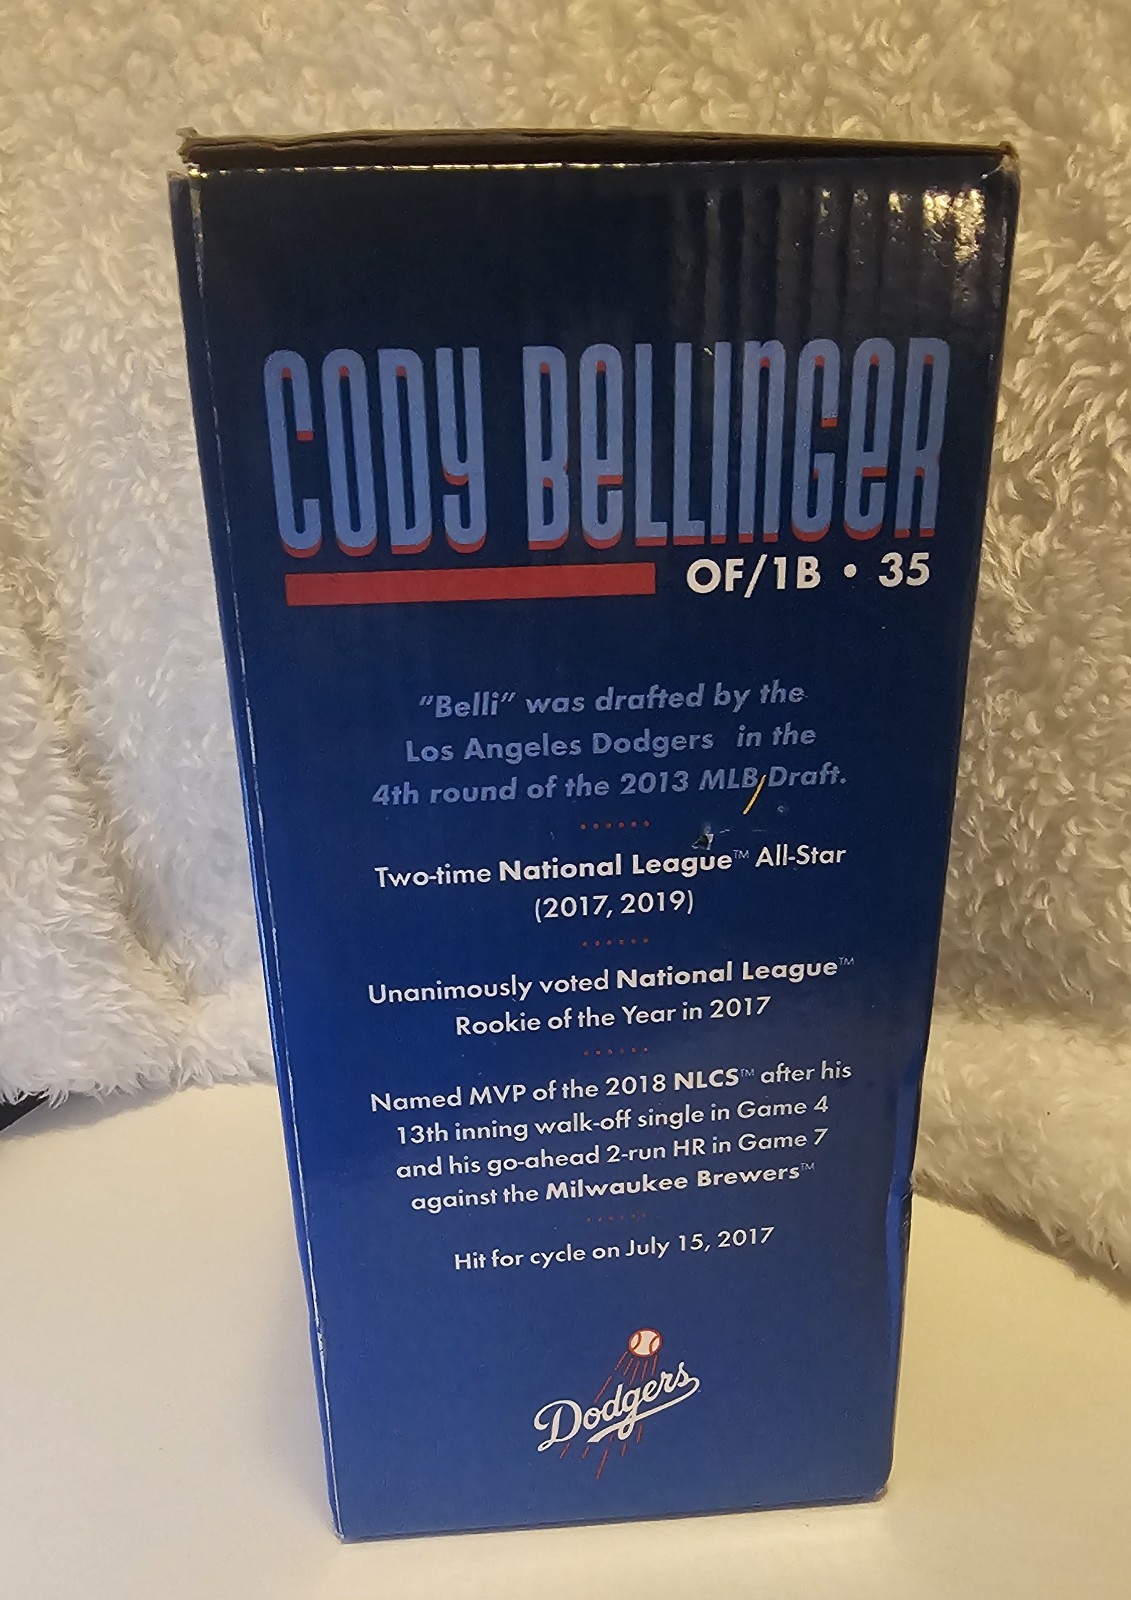 CODY BELLINGER
OF/1B • 35
"Belli" was drafted by the
Los Angeles Dodgers in the
4th round of the 2013 MLB Draft.
Two-time National League™ All-Star
(2017, 2019)
Unanimously voted National League™
Rookie of the Year in 2017
Named MVP of the 2018 NLCS™ after his
13th inning walk-off single in Game 4
and his go-ahead 2-run HR in Game 7
against the Milwaukee Brewers™
Hit for cycle on July 15, 2017
Dodgers